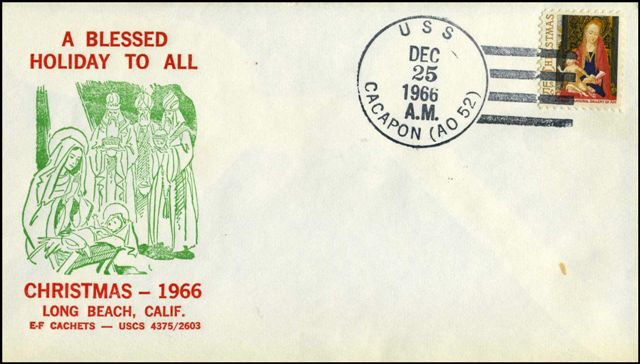 A BLESSED
HOLIDAY TO ALL
USS
DEC
25
1966
A.M.
CACAPON (AO 52)
CHRISTMAS
CHRISTMAS – 1966
LONG BEACH, CALIF.
E-F CACHETS — USCS 4375/2603